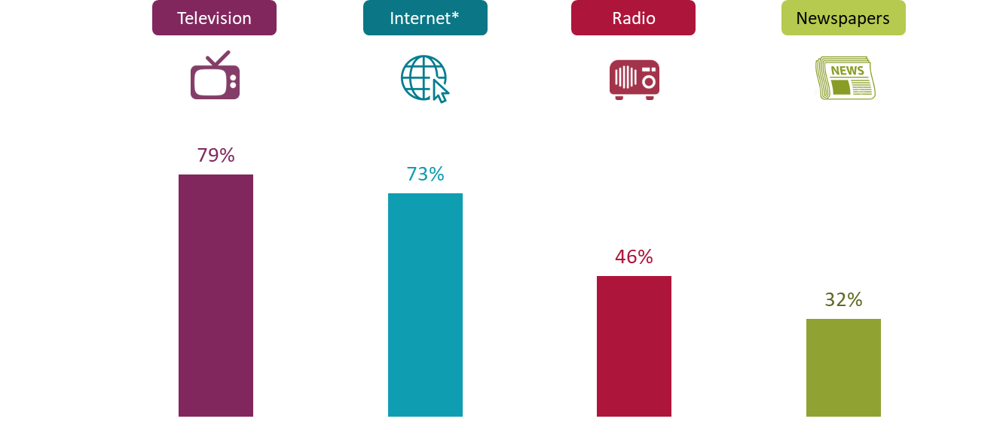 Television
Internet*
Radio
Newspapers
NEWS
79%
73%
46%
32%